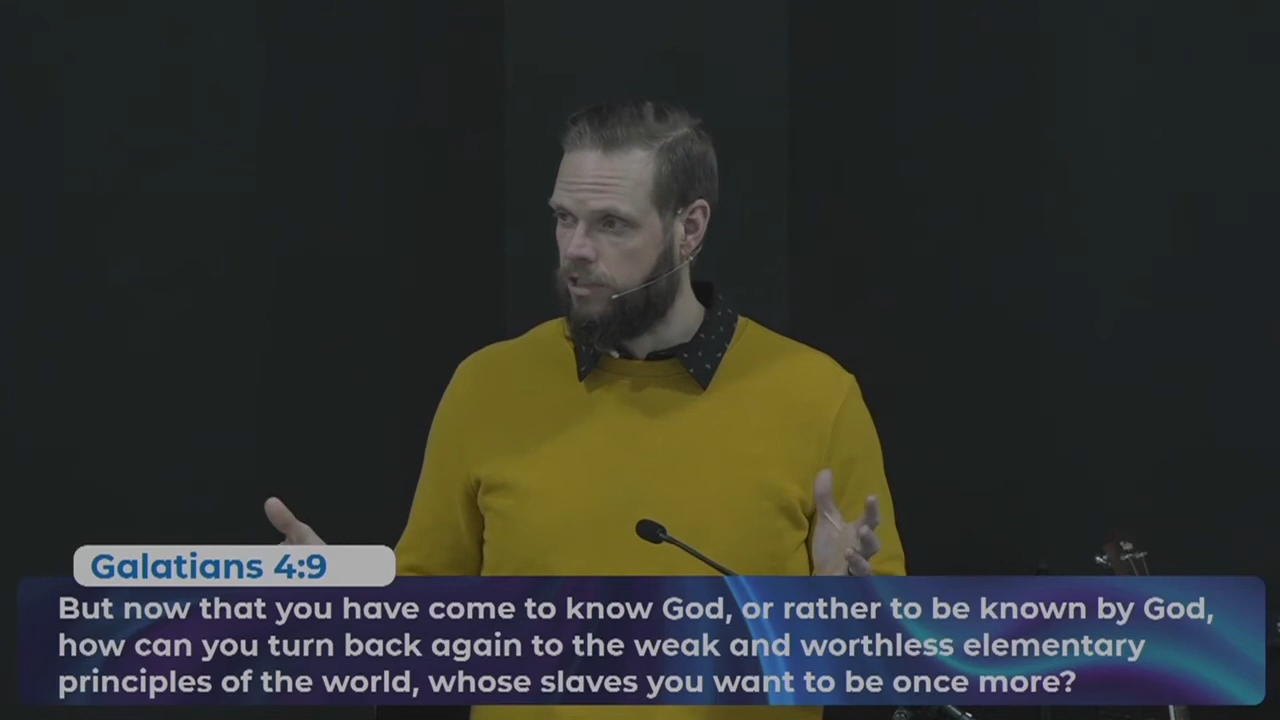 Galatians 4:9
But now that you have come to know God, or rather to be known by God,
how can you turn back again to the weak and worthless elementary
principles of the world, whose slaves you want to be once more?